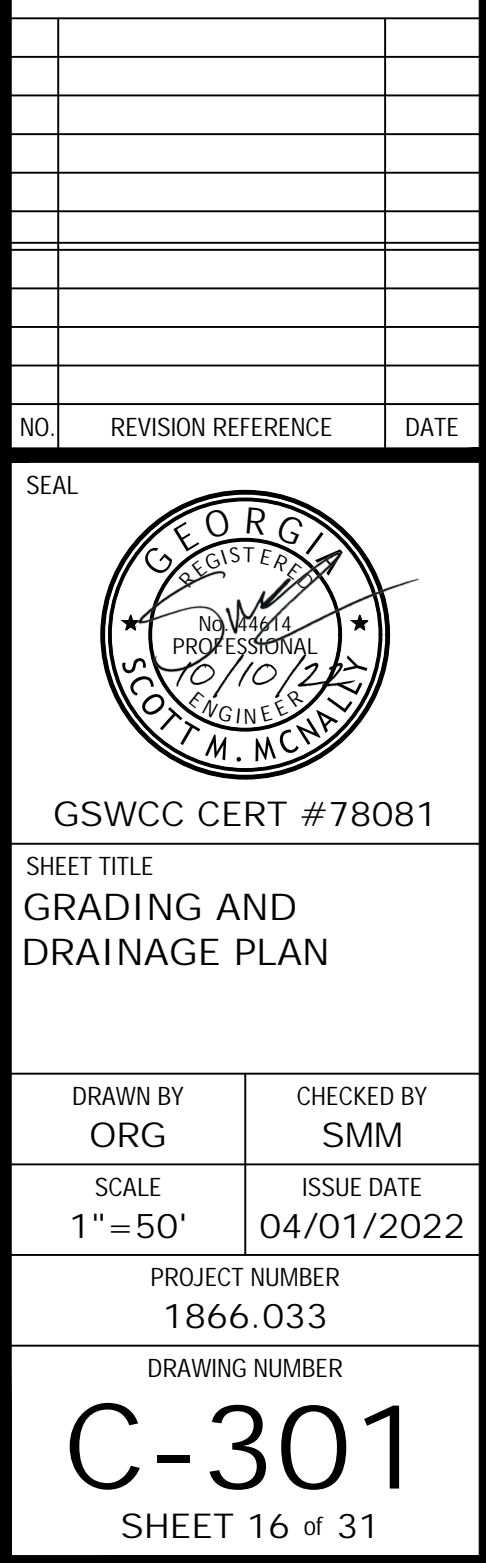 NO. REVISION REFERENCE DATE
SEAL
GEORGIA
REGISTERED
No. 44614
PROFESSIONAL
10/10/22
ENGINEER
SCOTT M. MCNALLY
GSWCC CERT #78081
SHEET TITLE
GRADING AND
DRAINAGE PLAN
DRAWN BY CHECKED BY
ORG SMM
SCALE ISSUE DATE
1"=50' 04/01/2022
PROJECT NUMBER
1866.033
DRAWING NUMBER
C-301
SHEET 16 of 31